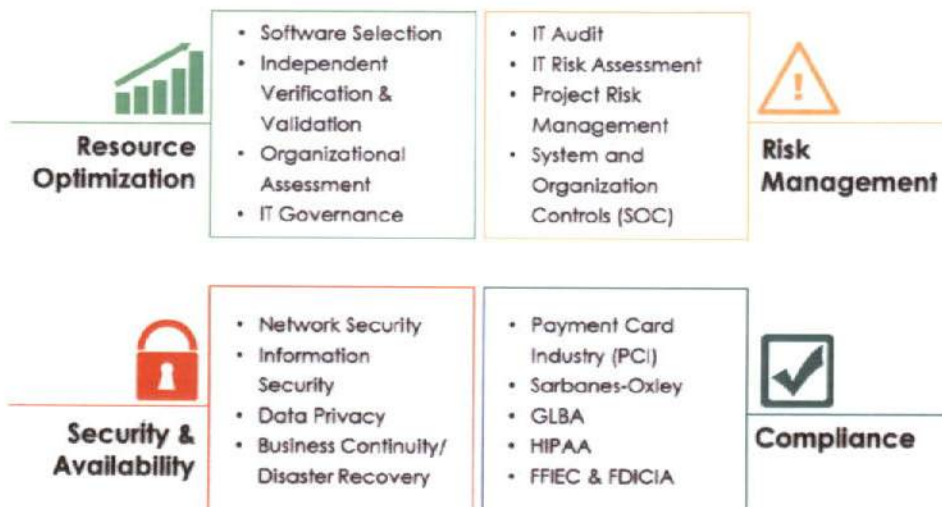 Resource
Optimization
• Software Selection
• Independent
Verification &
Validation
• Organizational
Assessment
• IT Governance
• IT Audit
• IT Risk Assessment
• Project Risk
Management
• System and
Organization
Controls (SOC)
Risk
Management
Security &
Availability
• Network Security
• Information
Security
• Data Privacy
• Business Continuity/
Disaster Recovery
• Payment Card
Industry (PCI)
• Sarbanes-Oxley
• GLBA
• HIPAA
• FFIEC & FDICIA
Compliance